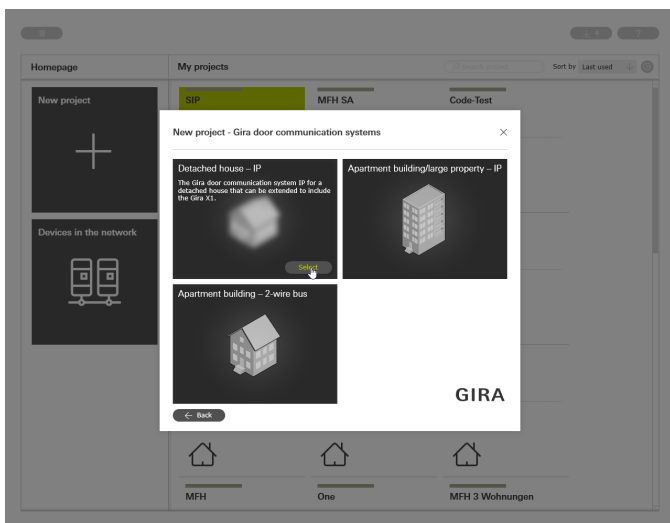 Homepage
My projects
Search project
Sort by Last used
New project
SIP
MFH SA
Code-Test
New project - Gira door communication systems
Detached house – IP
The Gira door communication system IP for a
detached house that can be extended to include
the Gira X1.
Select
Apartment building/large property – IP
Devices in the network
Apartment building – 2-wire bus
GIRA
Back
MFH
One
MFH 3 Wohnungen